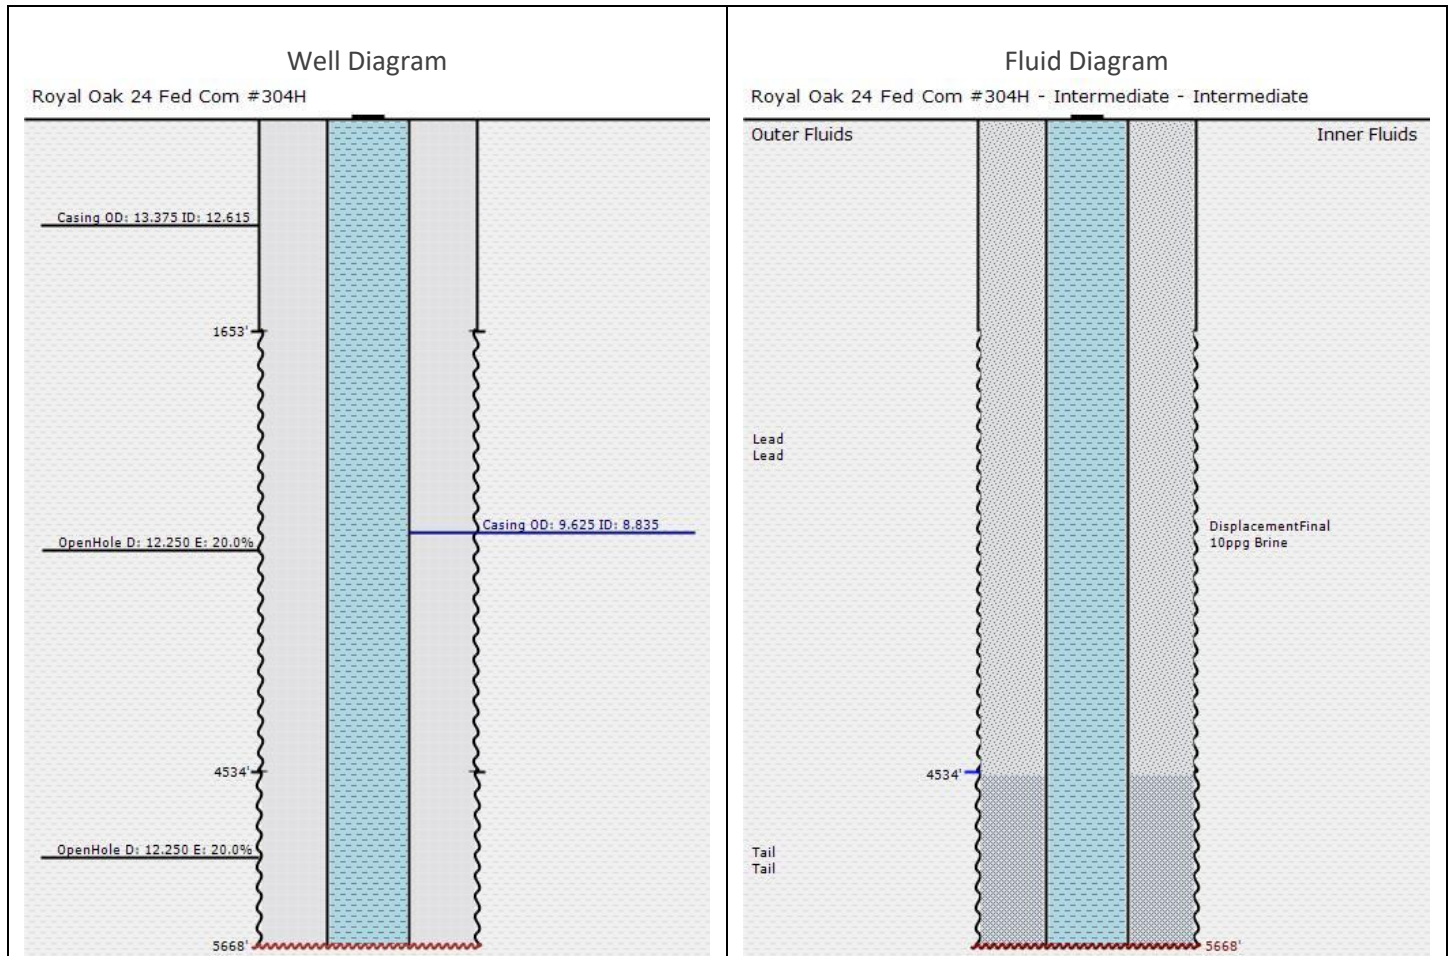 Well Diagram
Royal Oak 24 Fed Com #304H
Casing OD: 13.375 ID: 12.615
1653'
Casing OD: 9.625 ID: 8.835
OpenHole D: 12.250 E: 20.0%
4534'
OpenHole D: 12.250 E: 20.0%
5668'
Fluid Diagram
Royal Oak 24 Fed Com #304H - Intermediate - Intermediate
Outer Fluids
Inner Fluids
Lead
Lead
DisplacementFinal
10ppg Brine
4534'
Tail
Tail
5668'